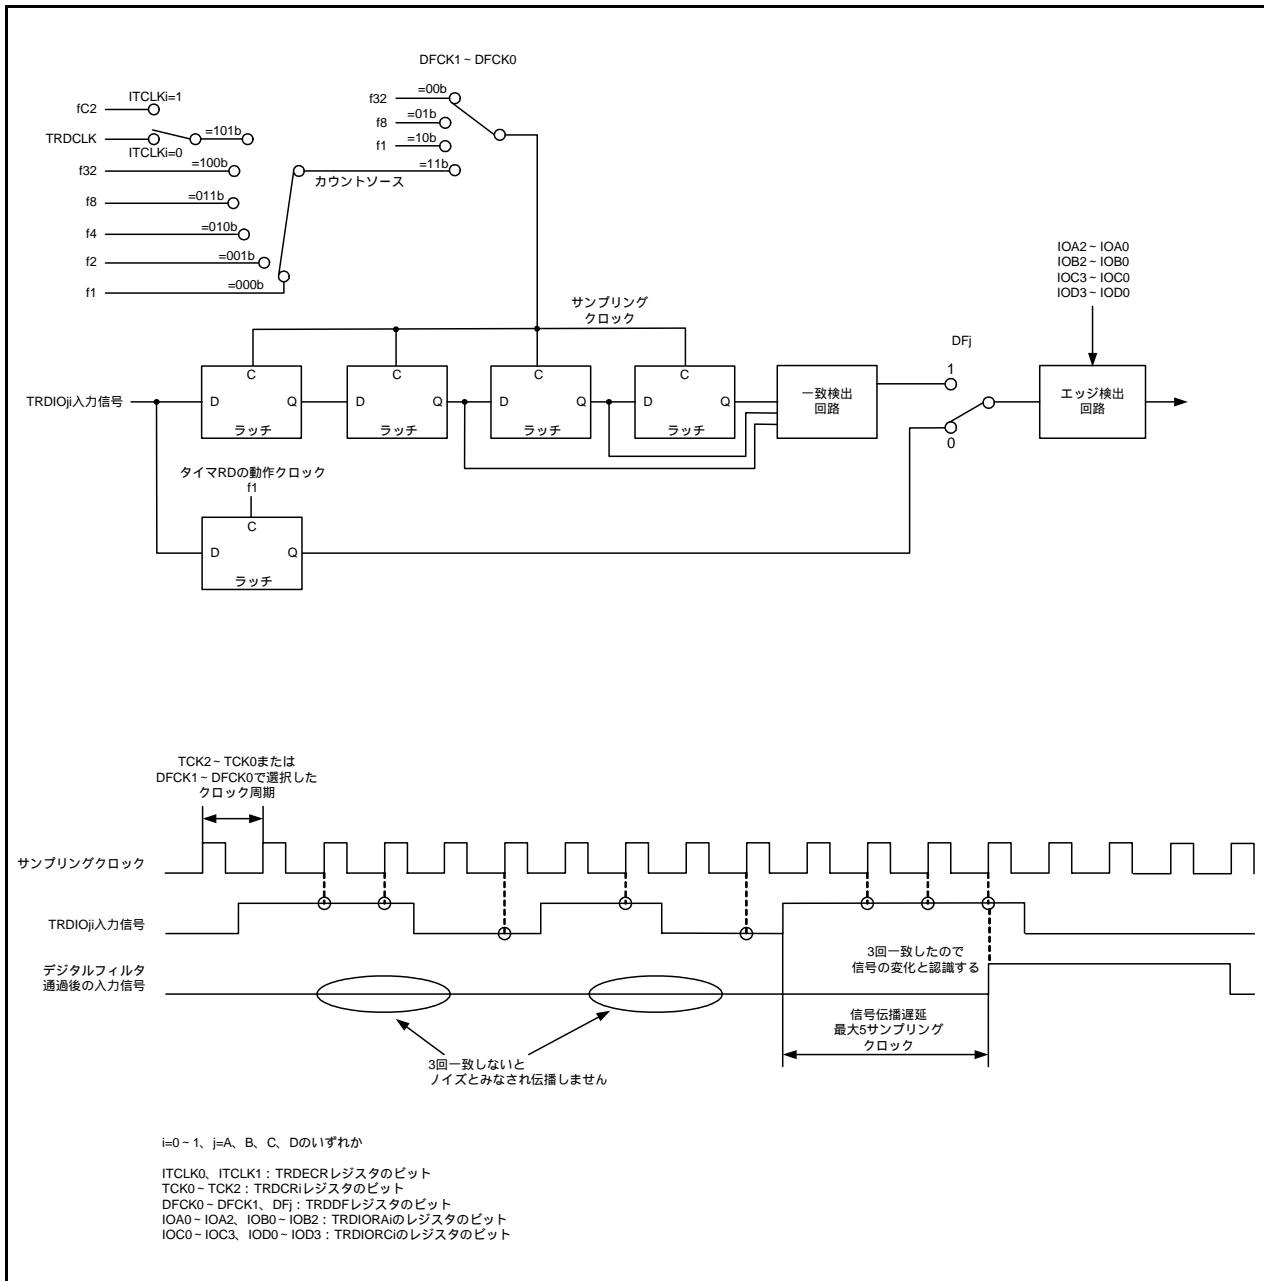 DFCK1~DFCK0
fC2
ITCLKi=1
TRDCLK
=101b
ITCLKi=0
f32
=100b
f8
=011b
f4
=010b
f2
=001b
f1
=000b
f32
=00b
f8
=01b
f1
=10b
=11b
カウントソース
サンプリング
クロック
IOA2~IOA0
IOB2~IOB0
IOC3~IOC0
IOD3~IOD0
DFj
TRDIOji入力信号
C
D
Q
ラッチ
C
D
Q
ラッチ
C
D
Q
ラッチ
C
D
Q
ラッチ
一致検出
回路
1
0
エッジ検出
回路
タイマRDの動作クロック
f1
C
D
Q
ラッチ
TCK2~TCK0または
DFCK1~DFCK0で選択した
クロック周期
サンプリングクロック
TRDIOji入力信号
3回一致したので
信号の変化と認識する
デジタルフィルタ
通過後の入力信号
信号伝播遅延
最大5サンプリング
クロック
3回一致しないと
ノイズとみなされ伝播しません
i=0~1、j=A、B、C、Dのいずれか
ITCLK0、ITCLK1:TRDECRレジスタのビット
TCK0~TCK2:TRDCRiレジスタのビット
DFCK0~DFCK1、DFj:TRDDFレジスタのビット
IOA0~IOA2、IOB0~IOB2:TRDIORAiのレジスタのビット
IOC0~IOC3、IOD0~IOD3:TRDIORCiのレジスタのビット